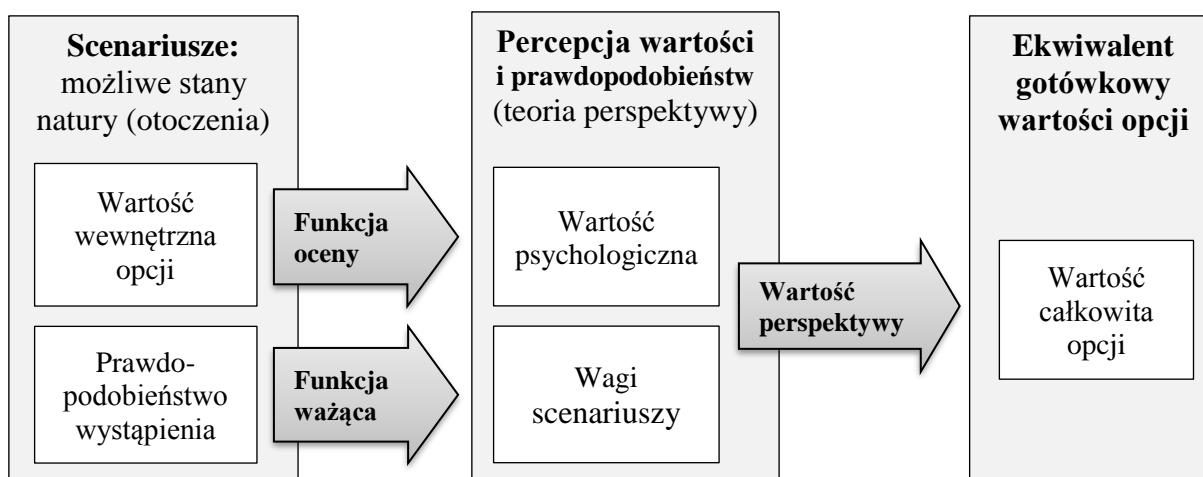 Scenariusze:
możliwe stany
natury (otoczenia)
Wartość
wewnętrzna
opcji
Prawdo-
podobieństwo
wystąpienia
Funkcja
oceny
Funkcja
ważąca
Percepcja wartości
i prawdopodobieństw
(teoria perspektywy)
Wartość
psychologiczna
Wagi
scenariuszy
Wartość
perspektywy
Ekwiwalent
gotówkowy
wartości opcji
Wartość
całkowita
opcji